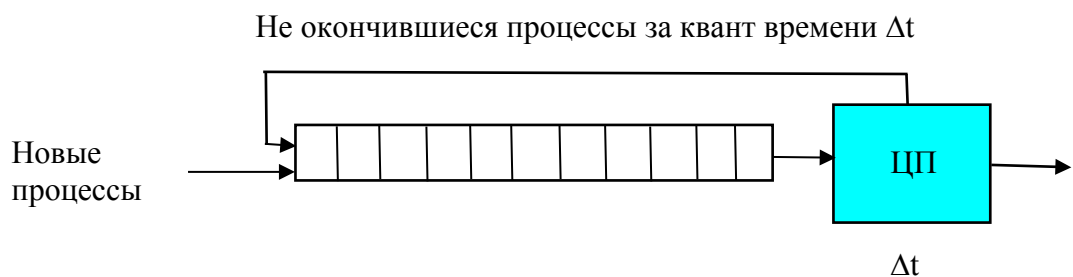 Не окончившиеся процессы за квант времени Δt
Новые
процессы
ЦП
Δt